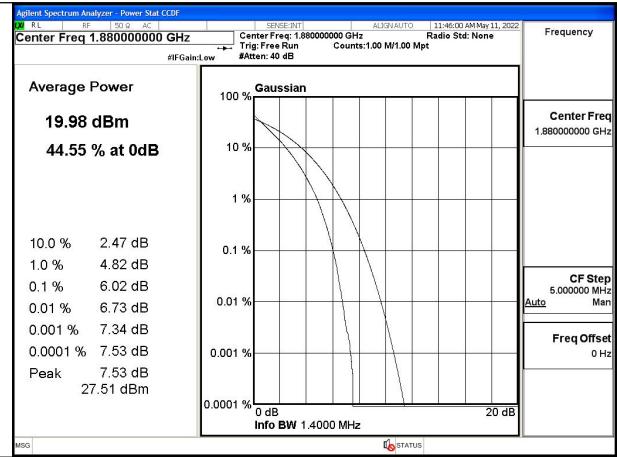 Agilent Spectrum Analyzer - Power Stat CCDF
RL RF 50 Ω AC SENSE:INT ALIGN AUTO 11:46:00 AM May 11, 2022
Center Freq 1.880000000 GHz
Center Freq: 1.880000000 GHz Radio Std: None
Trig: Free Run Counts:1.00 M/1.00 Mpt
#IFGain:Low #Atten: 40 dB
Frequency
Average Power
19.98 dBm
44.55 % at 0dB
10.0 % 2.47 dB
1.0 % 4.82 dB
0.1 % 6.02 dB
0.01 % 6.73 dB
0.001 % 7.34 dB
0.0001 % 7.53 dB
Peak 7.53 dB
27.51 dBm
Gaussian
100 %
10 %
1 %
0.1 %
0.01 %
0.001 %
0.0001 %
0 dB 20 dB
Info BW 1.4000 MHz
Center Freq
1.880000000 GHz
CF Step
5.000000 MHz
Auto Man
Freq Offset
0 Hz
MSG STATUS